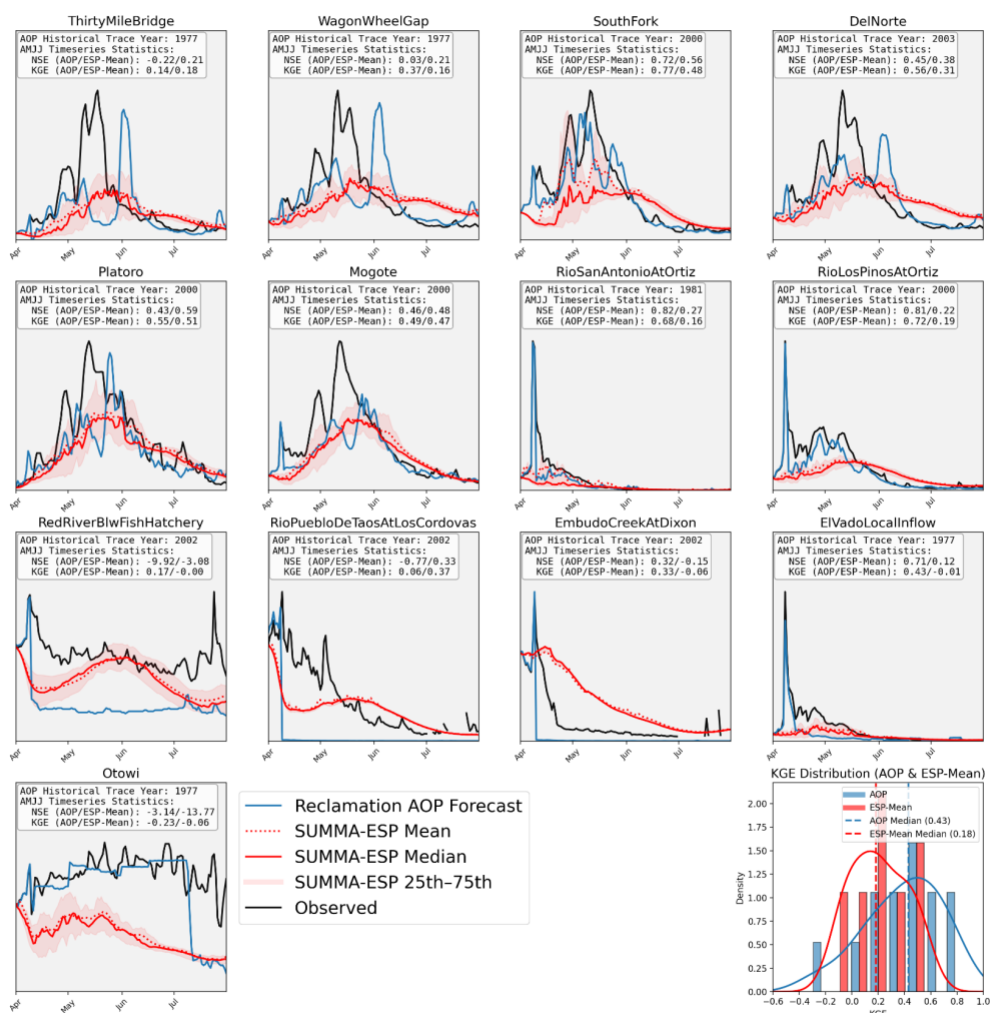 ThirtyMileBridge
AOP Historical Trace Year: 1977
AMJJ Timeseries Statistics:
NSE (AOP/ESP-Mean): -0.22/0.21
KGE (AOP/ESP-Mean): 0.14/0.18
Apr
May
Jun
Jul
WagonWheelGap
AOP Historical Trace Year: 1977
AMJJ Timeseries Statistics:
NSE (AOP/ESP-Mean): 0.03/0.21
KGE (AOP/ESP-Mean): 0.37/0.16
Apr
May
Jun
Jul
SouthFork
AOP Historical Trace Year: 2000
AMJJ Timeseries Statistics:
NSE (AOP/ESP-Mean): 0.72/0.56
KGE (AOP/ESP-Mean): 0.77/0.48
Apr
May
Jun
Jul
DelNorte
AOP Historical Trace Year: 2003
AMJJ Timeseries Statistics:
NSE (AOP/ESP-Mean): 0.45/0.38
KGE (AOP/ESP-Mean): 0.56/0.31
Apr
May
Jun
Jul
Platoro
AOP Historical Trace Year: 2000
AMJJ Timeseries Statistics:
NSE (AOP/ESP-Mean): 0.43/0.59
KGE (AOP/ESP-Mean): 0.55/0.51
Apr
May
Jun
Jul
Mogote
AOP Historical Trace Year: 2000
AMJJ Timeseries Statistics:
NSE (AOP/ESP-Mean): 0.46/0.48
KGE (AOP/ESP-Mean): 0.49/0.47
Apr
May
Jun
Jul
RioSanAntonioAtOrtiz
AOP Historical Trace Year: 1981
AMJJ Timeseries Statistics:
NSE (AOP/ESP-Mean): 0.82/0.27
KGE (AOP/ESP-Mean): 0.68/0.16
Apr
May
Jun
Jul
RioLosPinosAtOrtiz
AOP Historical Trace Year: 2000
AMJJ Timeseries Statistics:
NSE (AOP/ESP-Mean): 0.81/0.22
KGE (AOP/ESP-Mean): 0.72/0.19
Apr
May
Jun
Jul
RedRiverBlwFishHatchery
AOP Historical Trace Year: 2002
AMJJ Timeseries Statistics:
NSE (AOP/ESP-Mean): -9.92/-3.08
KGE (AOP/ESP-Mean): 0.17/-0.00
Apr
May
Jun
Jul
RioPuebloDeTaosAtLosCordovas
AOP Historical Trace Year: 2002
AMJJ Timeseries Statistics:
NSE (AOP/ESP-Mean): -0.77/0.33
KGE (AOP/ESP-Mean): 0.06/0.37
Apr
May
Jun
Jul
EmbudoCreekAtDixon
AOP Historical Trace Year: 2002
AMJJ Timeseries Statistics:
NSE (AOP/ESP-Mean): 0.32/-0.15
KGE (AOP/ESP-Mean): 0.33/-0.06
Apr
May
Jun
Jul
ElVadoLocalInflow
AOP Historical Trace Year: 1977
AMJJ Timeseries Statistics:
NSE (AOP/ESP-Mean): 0.71/0.12
KGE (AOP/ESP-Mean): 0.43/-0.01
Apr
May
Jun
Jul
Otowi
AOP Historical Trace Year: 1977
AMJJ Timeseries Statistics:
NSE (AOP/ESP-Mean): -3.14/-13.77
KGE (AOP/ESP-Mean): -0.23/-0.06
Apr
May
Jun
Jul
Reclamation AOP Forecast
SUMMA-ESP Mean
SUMMA-ESP Median
SUMMA-ESP 25th–75th
Observed
KGE Distribution (AOP & ESP-Mean)
AOP
ESP-Mean
AOP Median (0.43)
ESP-Mean Median (0.18)
Density
2.00
1.75
1.50
1.25
1.00
0.75
0.50
0.25
0.00
−0.6 −0.4 −0.2 0.0 0.2 0.4 0.6 0.8 1.0
KGE